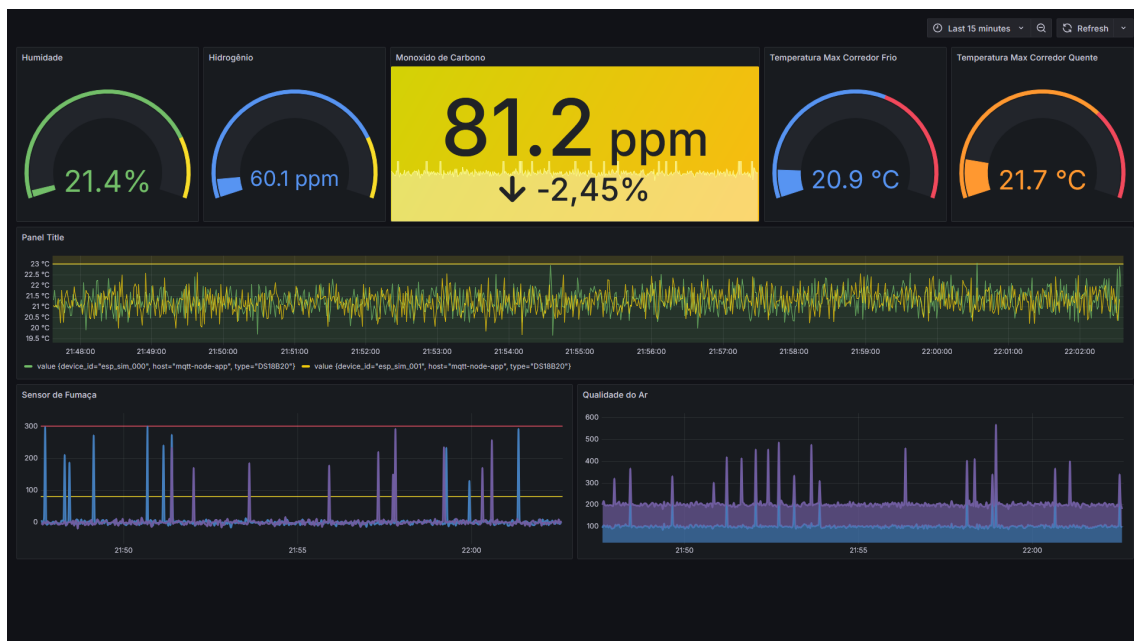 Last 15 minutes
Refresh
Humidade
Hidrogênio
Monoxido de Carbono
Temperatura Max Corredor Frio
Temperatura Max Corredor Quente
21.4%
60.1 ppm
81.2 ppm
-2,45%
20.9 °C
21.7 °C
Panel Title
23 °C
22.5 °C
22 °C
21.5 °C
21 °C
20.5 °C
20 °C
19.5 °C
21:48:00 21:49:00 21:50:00 21:51:00 21:52:00 21:53:00 21:54:00 21:55:00 21:56:00 21:57:00 21:58:00 21:59:00 22:00:00 22:01:00 22:02:00
value {device_id="esp_sim_000", host="mqtt-node-app", type="DS18B20"} value {device_id="esp_sim_001", host="mqtt-node-app", type="DS18B20"}
Sensor de Fumaça
300
200
100
0
21:50 21:55 22:00
Qualidade do Ar
600
500
400
300
200
100
21:50 21:55 22:00